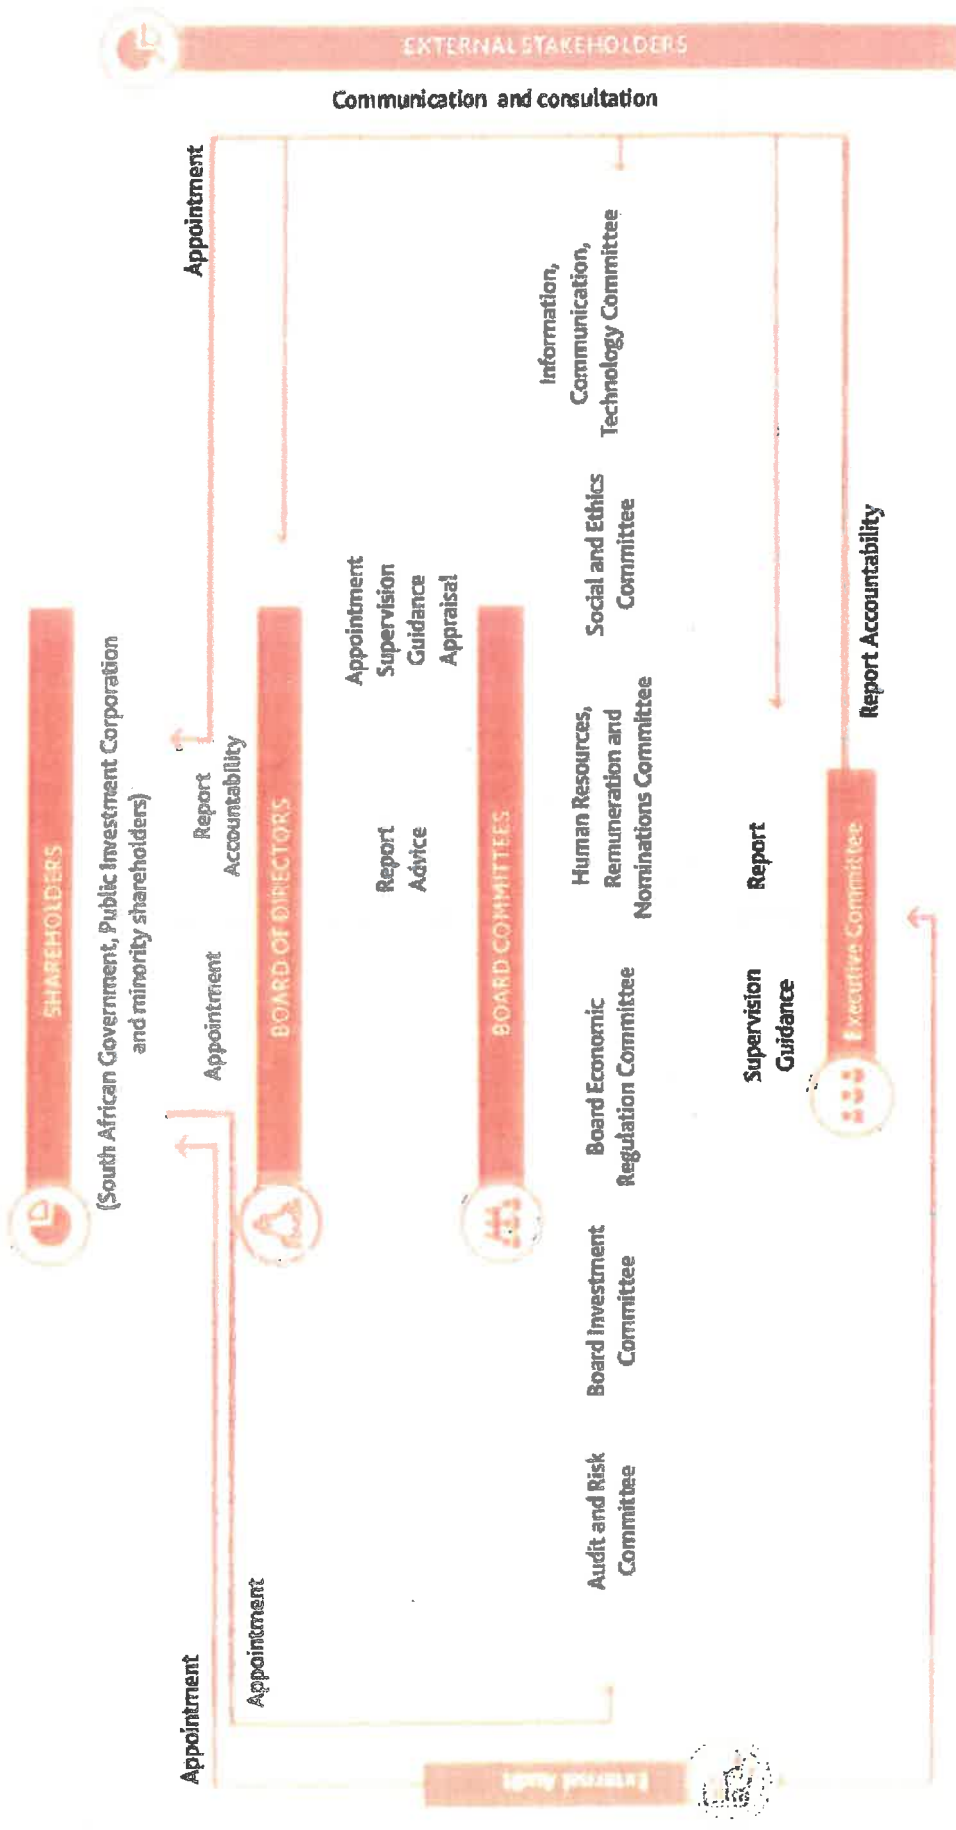 EXTERNAL STAKEHOLDERS
Communication and consultation
SHAREHOLDERS
(South African Government, Public Investment Corporation
and minority shareholders)
Appointment
Appointment
Report
Accountability
Appointment
Appointment
BOARD OF DIRECTORS
Report
Advice
Appointment
Supervision
Guidance
Appraisal
BOARD COMMITTEES
Audit and Risk
Committee
Board Investment
Committee
Board Economic
Regulation Committee
Human Resources,
Remuneration and
Nominations Committee
Social and Ethics
Committee
Information,
Communication,
Technology Committee
External Audit
Supervision
Guidance
Report
Executive Committee
Report Accountability